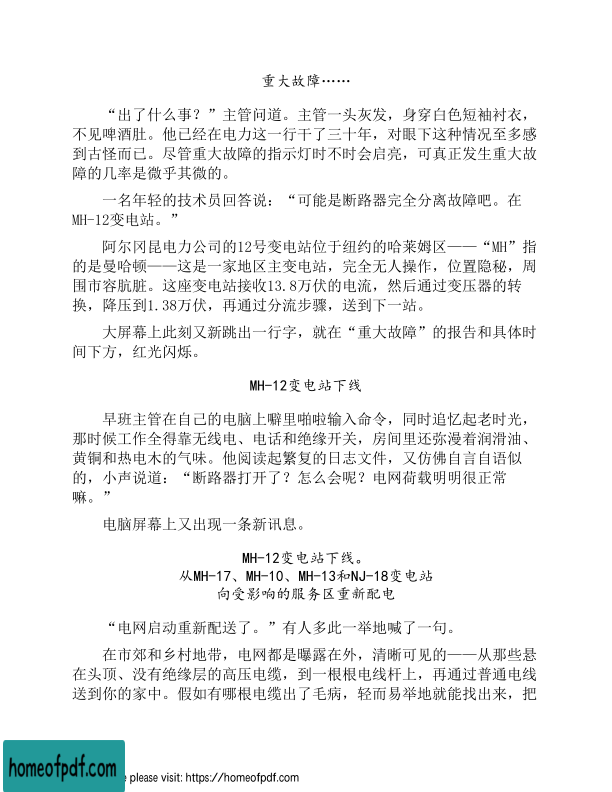 重大故障……
“出了什么事？”主管问道。主管一头灰发，身穿白色短袖衬衣，
不见啤酒肚。他已经在电力这一行干了三十年，对眼下这种情况至多感
到古怪而已。尽管重大故障的指示灯时不时会启亮，可真正发生重大故
障的几率是微乎其微的。
一名年轻的技术员回答说：“可能是断路器完全分离故障吧。在
MH-12变电站。”
阿尔冈昆电力公司的12号变电站位于纽约的哈莱姆区——“MH”指
的是曼哈顿——这是一家地区主变电站，完全无人操作，位置隐秘，周
围市容肮脏。这座变电站接收13.8万伏的电流，然后通过变压器的转
换，降压到1.38万伏，再通过分流步骤，送到下一站。
大屏幕上此刻又新跳出一行字，就在“重大故障”的报告和具体时
间下方，红光闪烁。
MH-12变电站下线
早班主管在自己的电脑上噼里啪啦输入命令，同时追忆起老时光，
那时候工作全得靠无线电、电话和绝缘开关，房间里还弥漫着润滑油、
黄铜和热电木的气味。他阅读起繁复的日志文件，又仿佛自言自语似
的，小声说道：“断路器打开了？怎么会呢？电网荷载明明很正常
嘛。”
电脑屏幕上又出现一条新讯息。
MH-12变电站下线。
从MH-17、MH-10、MH-13和NJ-18变电站
向受影响的服务区重新配电
“电网启动重新配送了。”有人多此一举地喊了一句。
在市郊和乡村地带，电网都是曝露在外，清晰可见的——从那些悬
在头顶、没有绝缘层的高压电缆，到一根根电线杆上，再通过普通电线
送到你的家中。假如有哪根电缆出了毛病，轻而易举地就能找出来，把
homeofpdf.com
please visit: https://homeofpdf.com